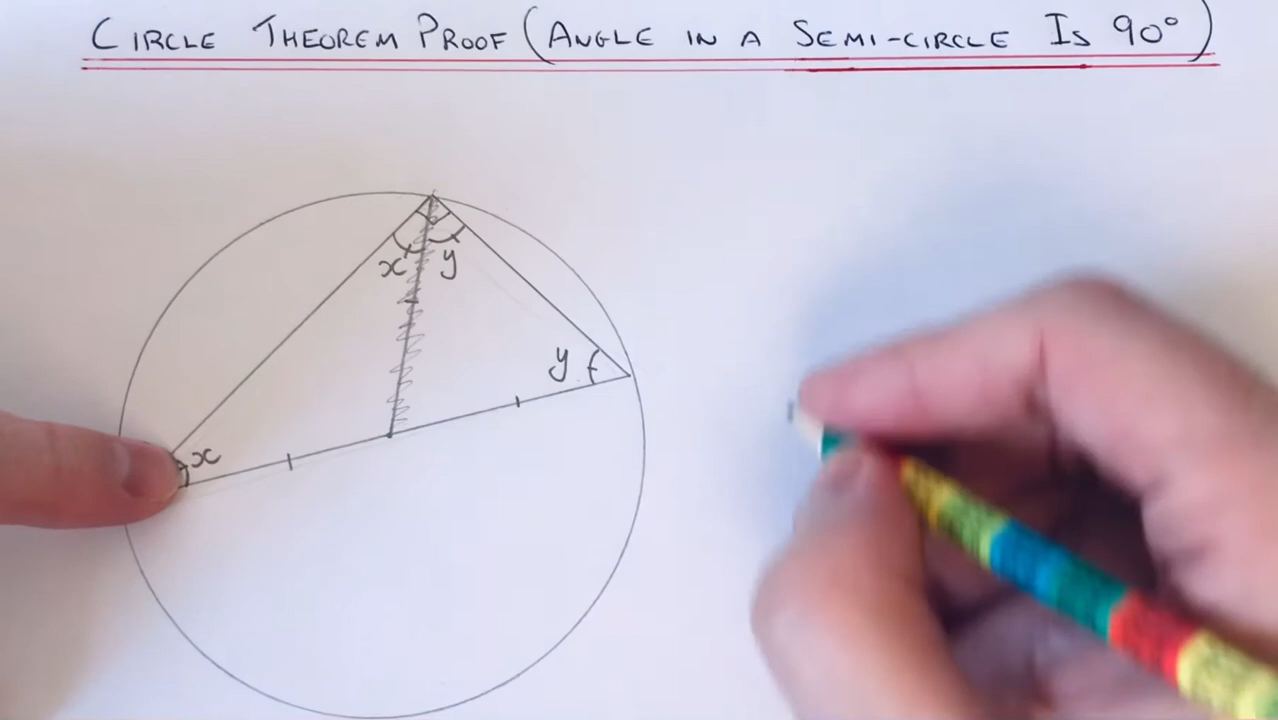 CIRCLE THEOREM PROOF (ANGLE IN A SEMI-CIRCLE IS 90°)
x y
y
x